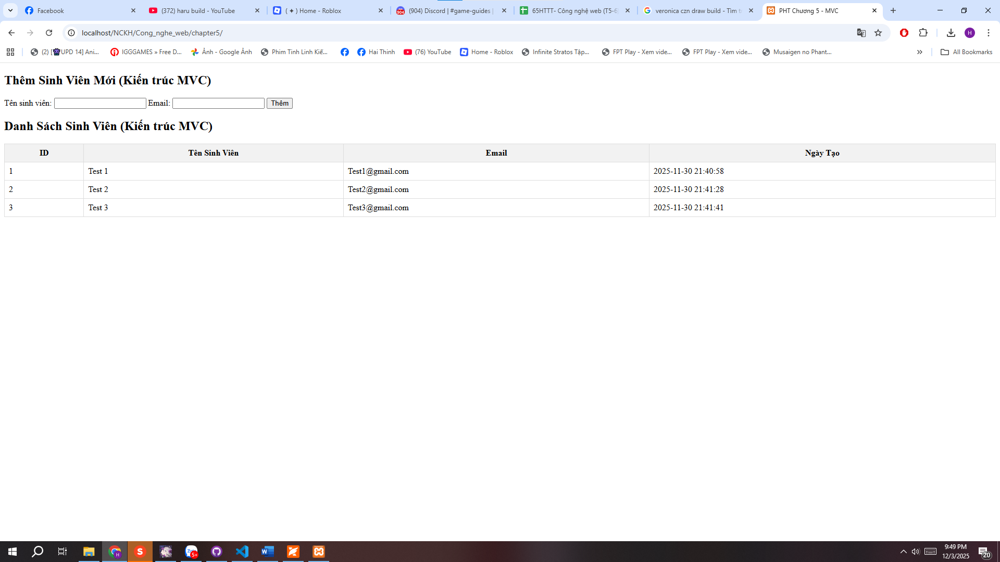 Facebook
(372) haru build - YouTube
( ✦ ) Home - Roblox
(904) Discord | #game-guides |
65HTTT- Công nghệ web (T5-6
veronica czn draw build - Tìm t
PHT Chương 5 - MVC
localhost/NCKH/Cong_nghe_web/chapter5/
H
(2) [👾UPD 14] Ani...
IGGGAMES » Free D...
Ảnh - Google Ảnh
Phim Tinh Linh Kiế...
Hai Thinh
(76) YouTube
Home - Roblox
Infinite Stratos Tập...
FPT Play - Xem vide...
FPT Play - Xem vide...
Musaigen no Phant...
All Bookmarks
Thêm Sinh Viên Mới (Kiến trúc MVC)
Tên sinh viên: Email: Thêm
Danh Sách Sinh Viên (Kiến trúc MVC)
ID Tên Sinh Viên Email Ngày Tạo
1 Test 1 Test1@gmail.com 2025-11-30 21:40:58
2 Test 2 Test2@gmail.com 2025-11-30 21:41:28
3 Test 3 Test3@gmail.com 2025-11-30 21:41:41
9:49 PM
12/3/2025
20